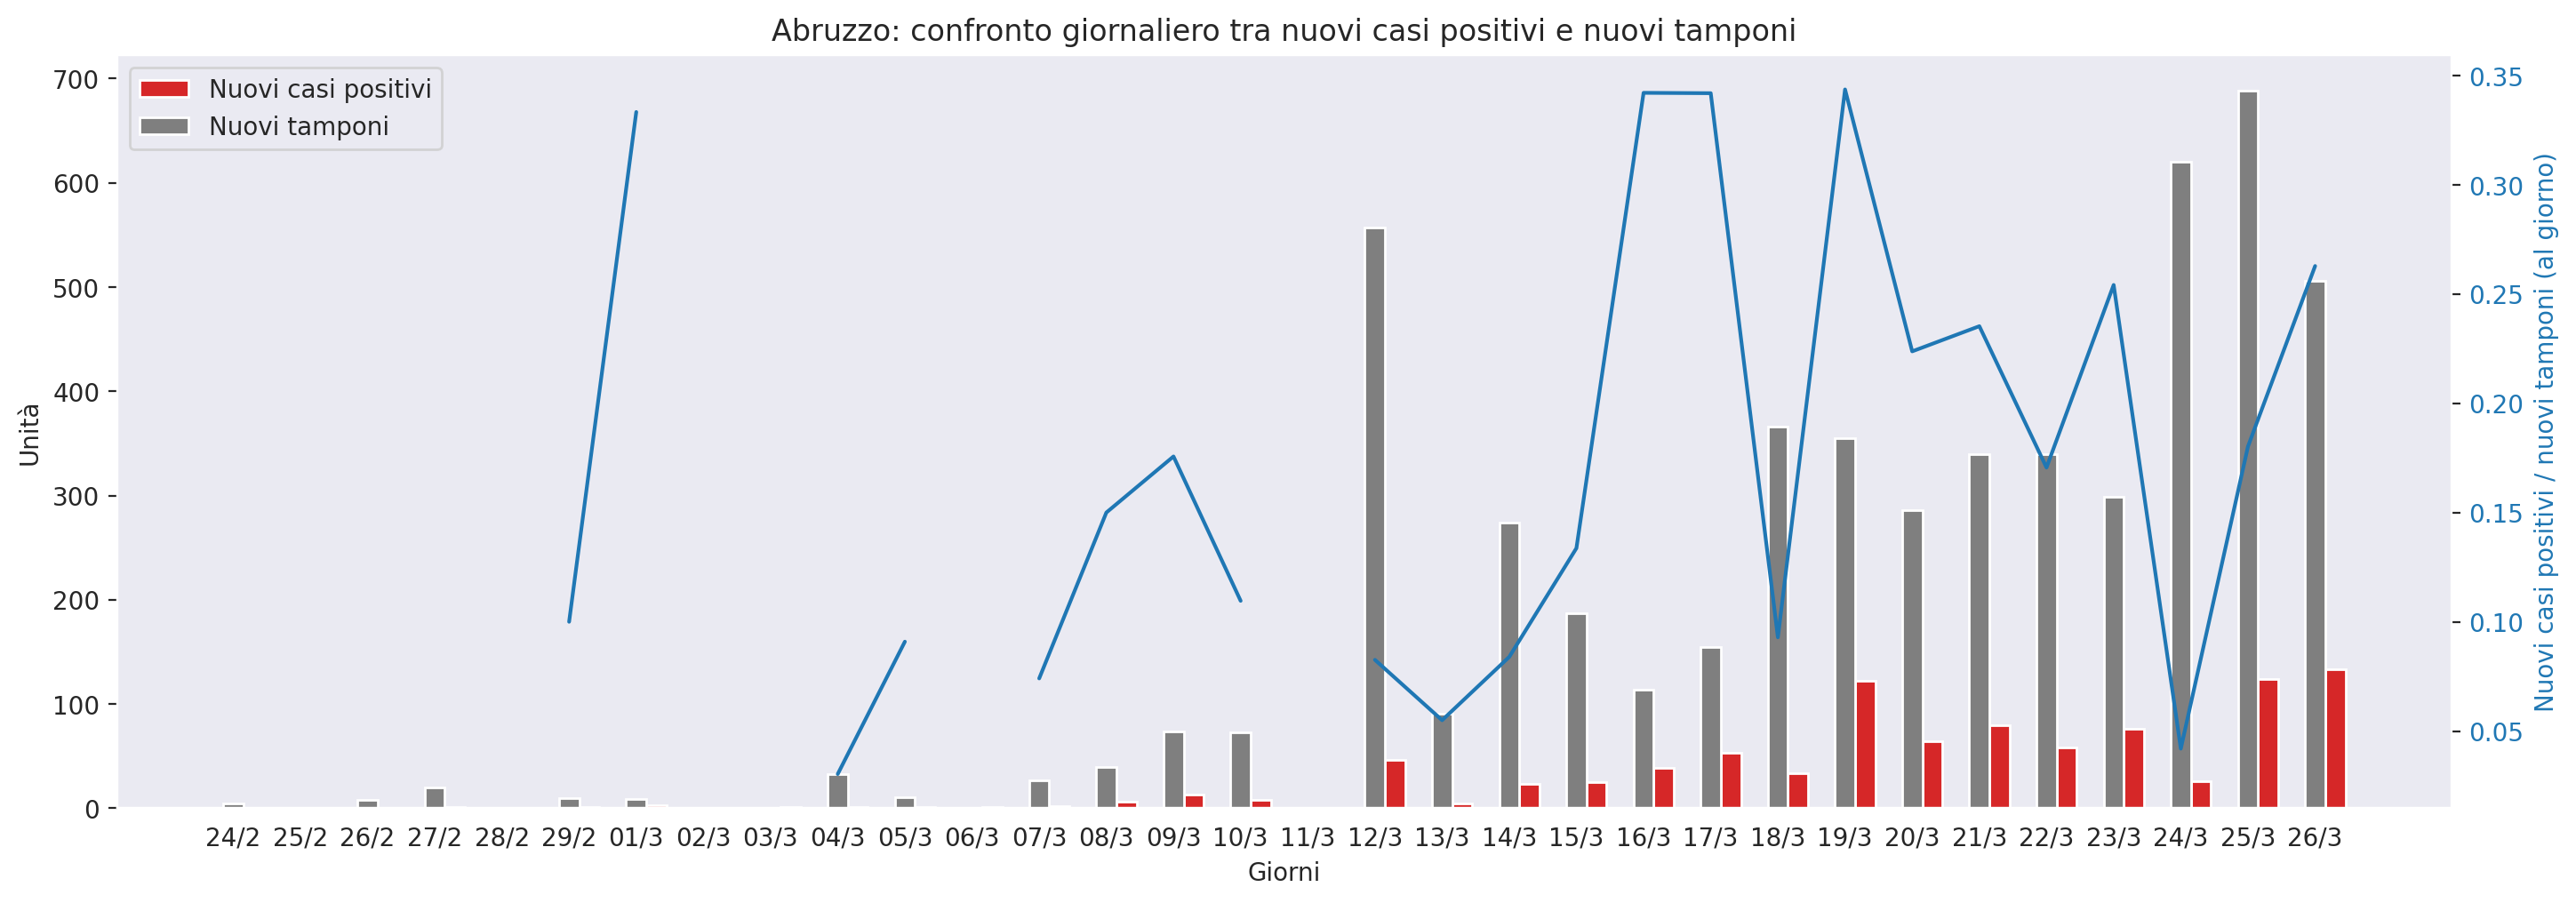 Abruzzo: confronto giornaliero tra nuovi casi positivi e nuovi tamponi
Nuovi casi positivi
Nuovi tamponi
700
600
500
400
300
200
100
0
Unità
0.35
0.30
0.25
0.20
0.15
0.10
0.05
Nuovi casi positivi / nuovi tamponi (al giorno)
24/2 25/2 26/2 27/2 28/2 29/2 01/3 02/3 03/3 04/3 05/3 06/3 07/3 08/3 09/3 10/3 11/3 12/3 13/3 14/3 15/3 16/3 17/3 18/3 19/3 20/3 21/3 22/3 23/3 24/3 25/3 26/3
Giorni